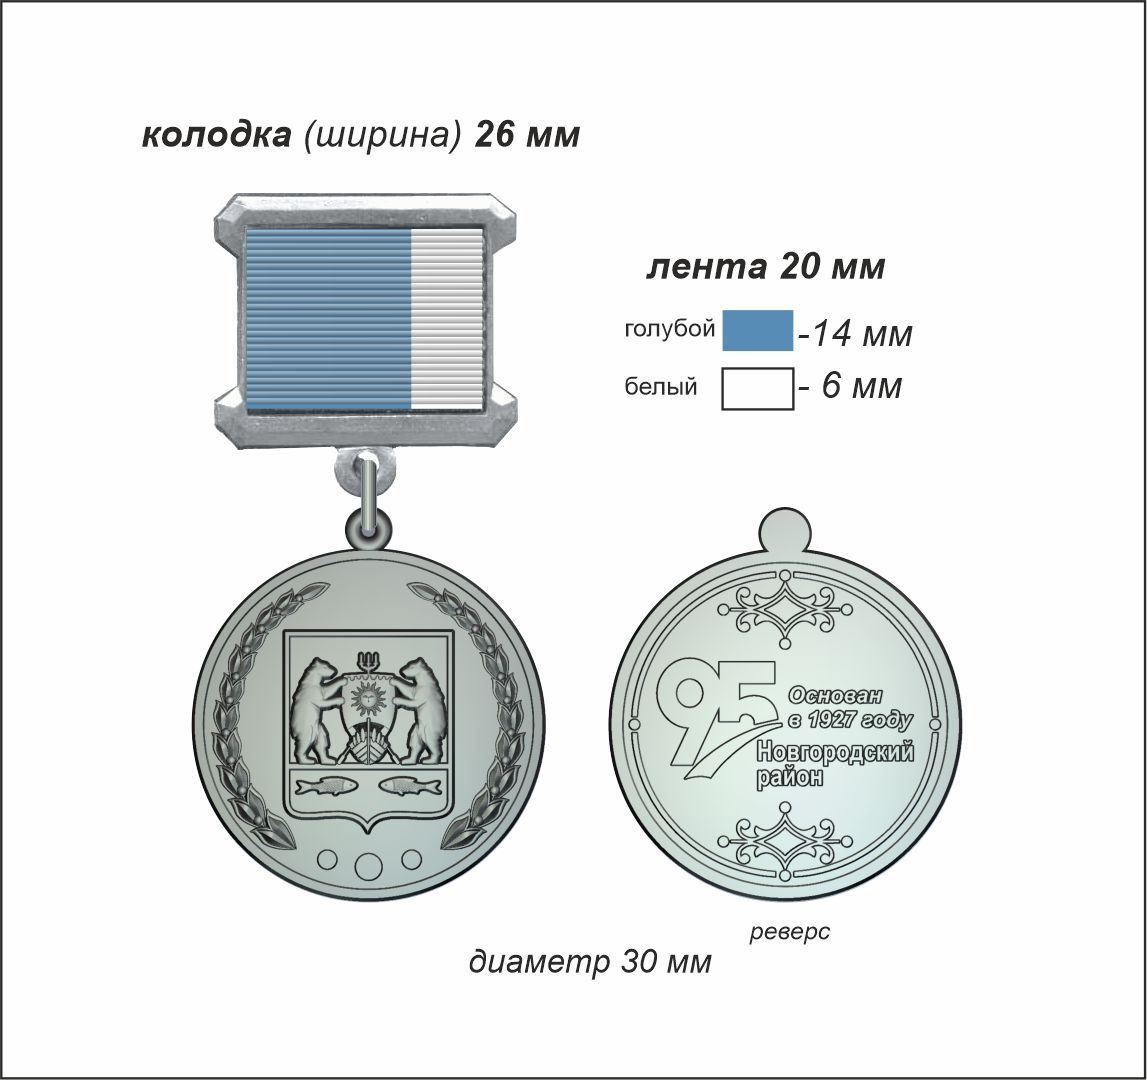 колодка (ширина) 26 мм
лента 20 мм
голубой -14 мм
белый - 6 мм
95
Основан
в 1927 году
Новгородский
район
реверс
диаметр 30 мм